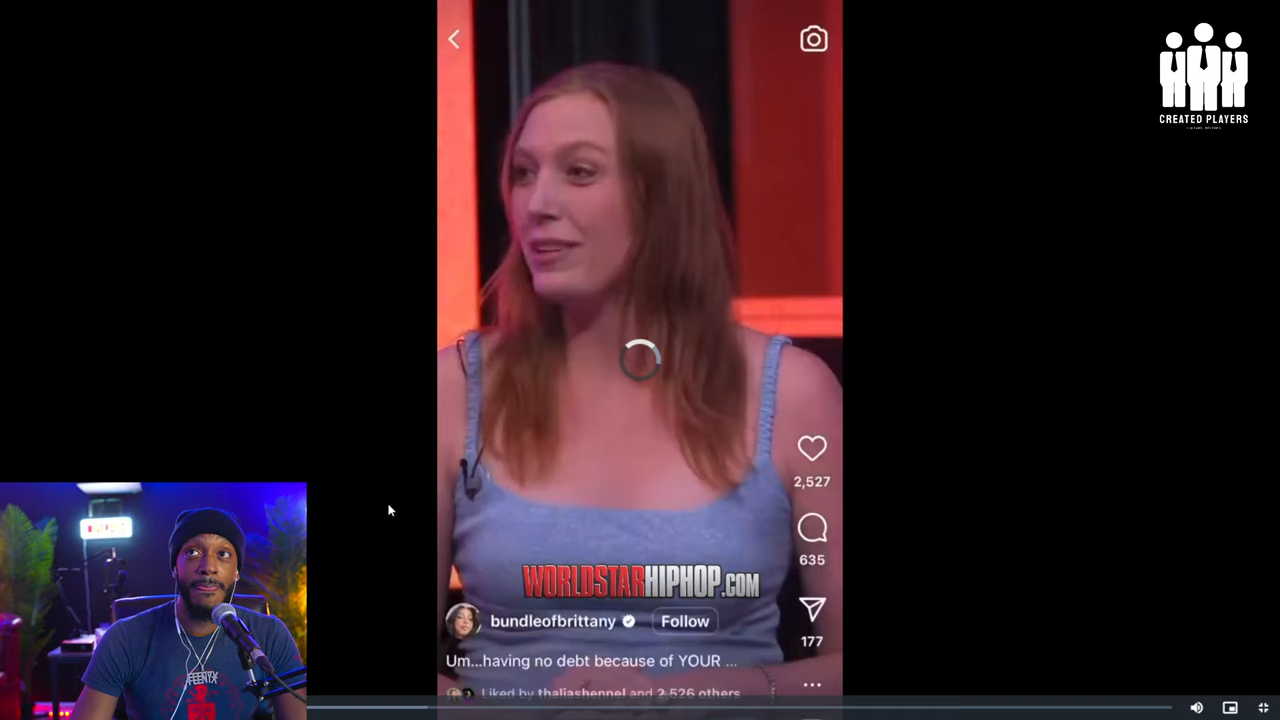 CREATED PLAYERS
2,527
635
WORLDSTARHIPHOP.COM
bundleofbrittany
Follow
177
Um...having no debt because of YOUR ...
Liked by thaliashennel and 2,526 others
FEENYX